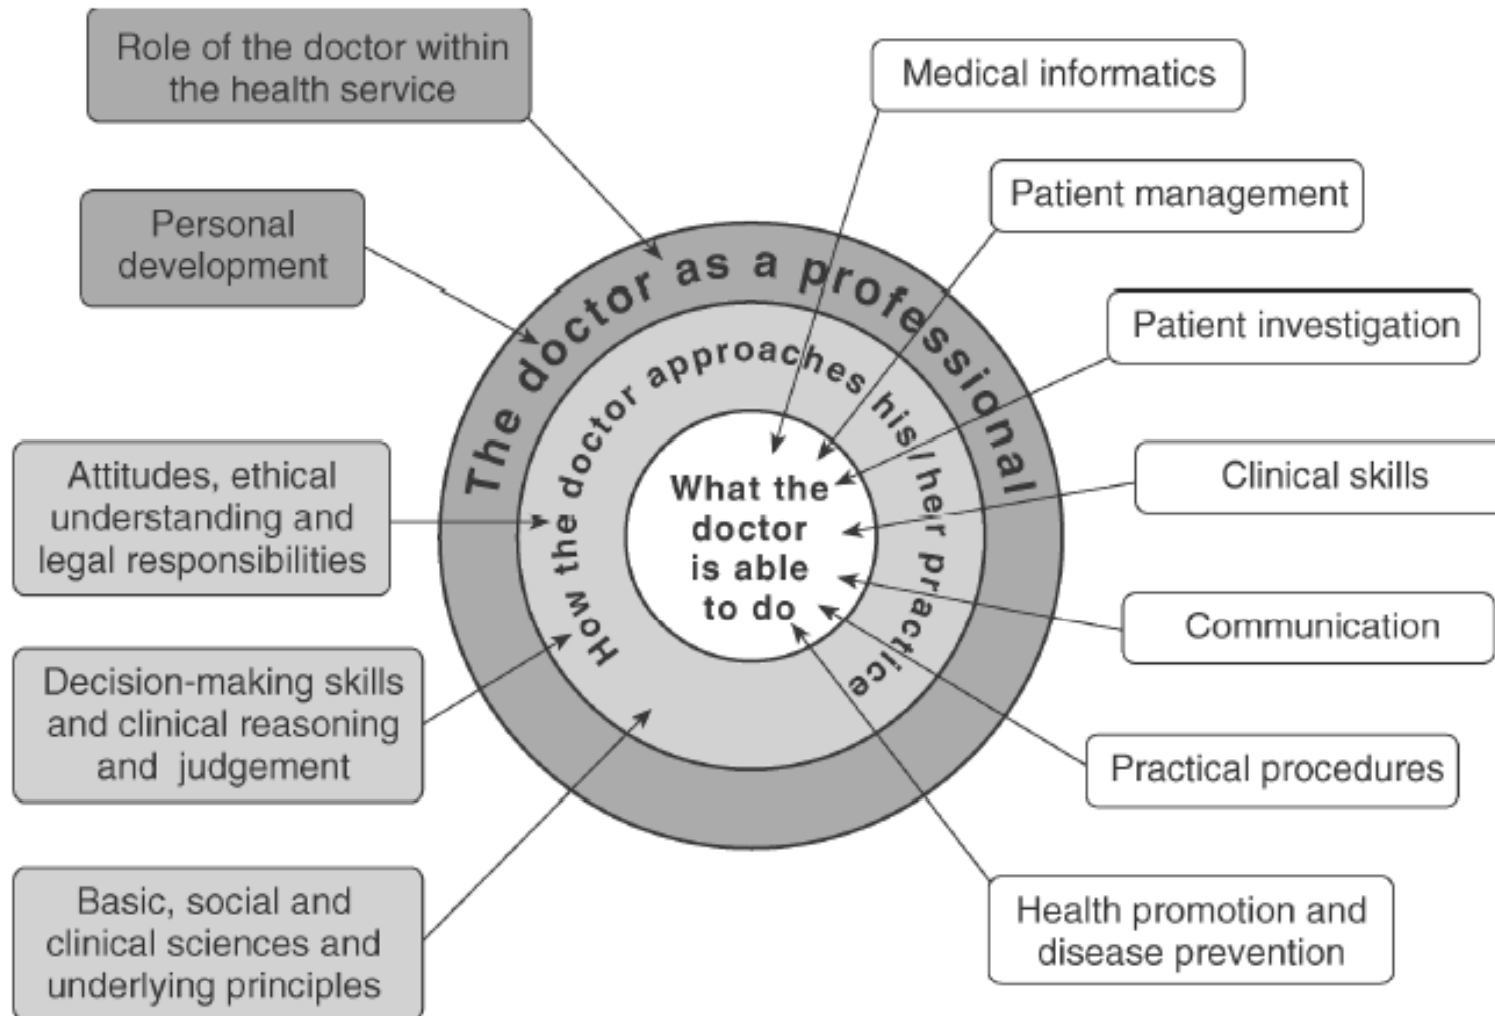 Role of the doctor within
the health service
Personal
development
Attitudes, ethical
understanding and
legal responsibilities
Decision-making skills
and clinical reasoning
and judgement
Basic, social and
clinical sciences and
underlying principles
The doctor as a professional
How the doctor approaches his/her practice
What the
doctor
is able
to do
Medical informatics
Patient management
Patient investigation
Clinical skills
Communication
Practical procedures
Health promotion and
disease prevention